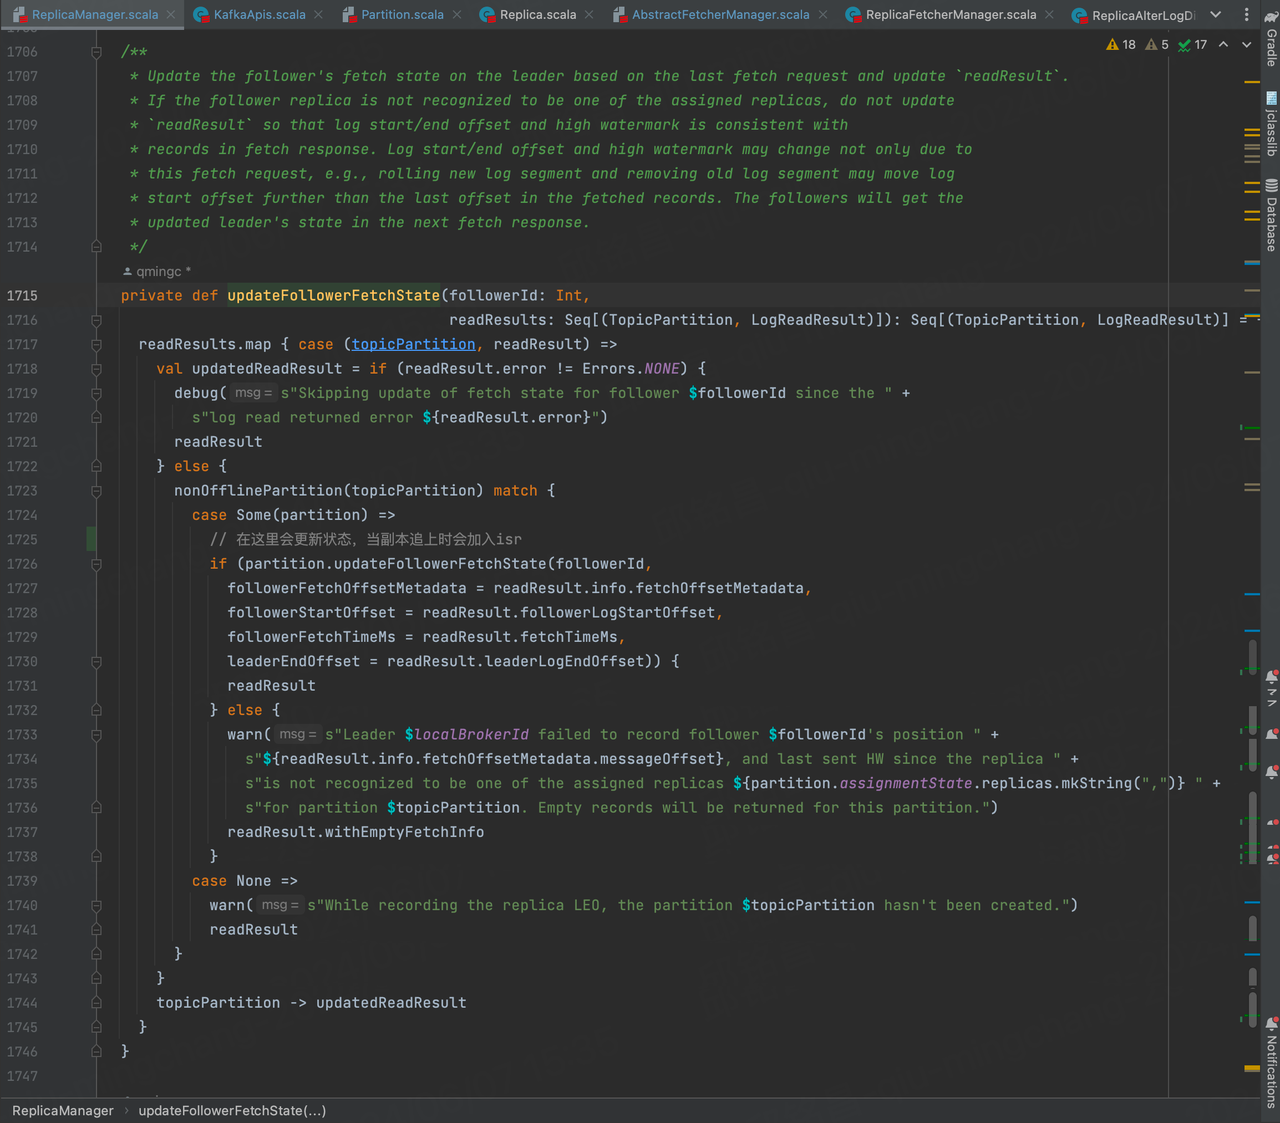 ReplicaManager.scala KafkaApis.scala Partition.scala Replica.scala AbstractFetcherManager.scala ReplicaFetcherManager.scala ReplicaAlterLogDi
18 5 17
1706 /**
1707 * Update the follower's fetch state on the leader based on the last fetch request and update `readResult`.
1708 * If the follower replica is not recognized to be one of the assigned replicas, do not update
1709 * `readResult` so that log start/end offset and high watermark is consistent with
1710 * records in fetch response. Log start/end offset and high watermark may change not only due to
1711 * this fetch request, e.g., rolling new log segment and removing old log segment may move log
1712 * start offset further than the last offset in the fetched records. The followers will get the
1713 * updated leader's state in the next fetch response.
1714 */
qmingc *
1715 private def updateFollowerFetchState(followerId: Int,
1716 readResults: Seq[(TopicPartition, LogReadResult)]): Seq[(TopicPartition, LogReadResult)] =
1717 readResults.map { case (topicPartition, readResult) =>
1718 val updatedReadResult = if (readResult.error != Errors.NONE) {
1719 debug( msg = s"Skipping update of fetch state for follower $followerId since the " +
1720 s"log read returned error ${readResult.error}")
1721 readResult
1722 } else {
1723 nonOfflinePartition(topicPartition) match {
1724 case Some(partition) =>
1725 // 在这里会更新状态，当副本追上时会加入isr
1726 if (partition.updateFollowerFetchState(followerId,
1727 followerFetchOffsetMetadata = readResult.info.fetchOffsetMetadata,
1728 followerStartOffset = readResult.followerLogStartOffset,
1729 followerFetchTimeMs = readResult.fetchTimeMs,
1730 leaderEndOffset = readResult.leaderLogEndOffset)) {
1731 readResult
1732 } else {
1733 warn( msg = s"Leader $localBrokerId failed to record follower $followerId's position " +
1734 s"${readResult.info.fetchOffsetMetadata.messageOffset}, and last sent HW since the replica " +
1735 s"is not recognized to be one of the assigned replicas ${partition.assignmentState.replicas.mkString(",")} " +
1736 s"for partition $topicPartition. Empty records will be returned for this partition.")
1737 readResult.withEmptyFetchInfo
1738 }
1739 case None =>
1740 warn( msg = s"While recording the replica LEO, the partition $topicPartition hasn't been created.")
1741 readResult
1742 }
1743 }
1744 topicPartition -> updatedReadResult
1745 }
1746 }
1747
ReplicaManager › updateFollowerFetchState(...)
Gradle
jclasslib
Database
Notifications